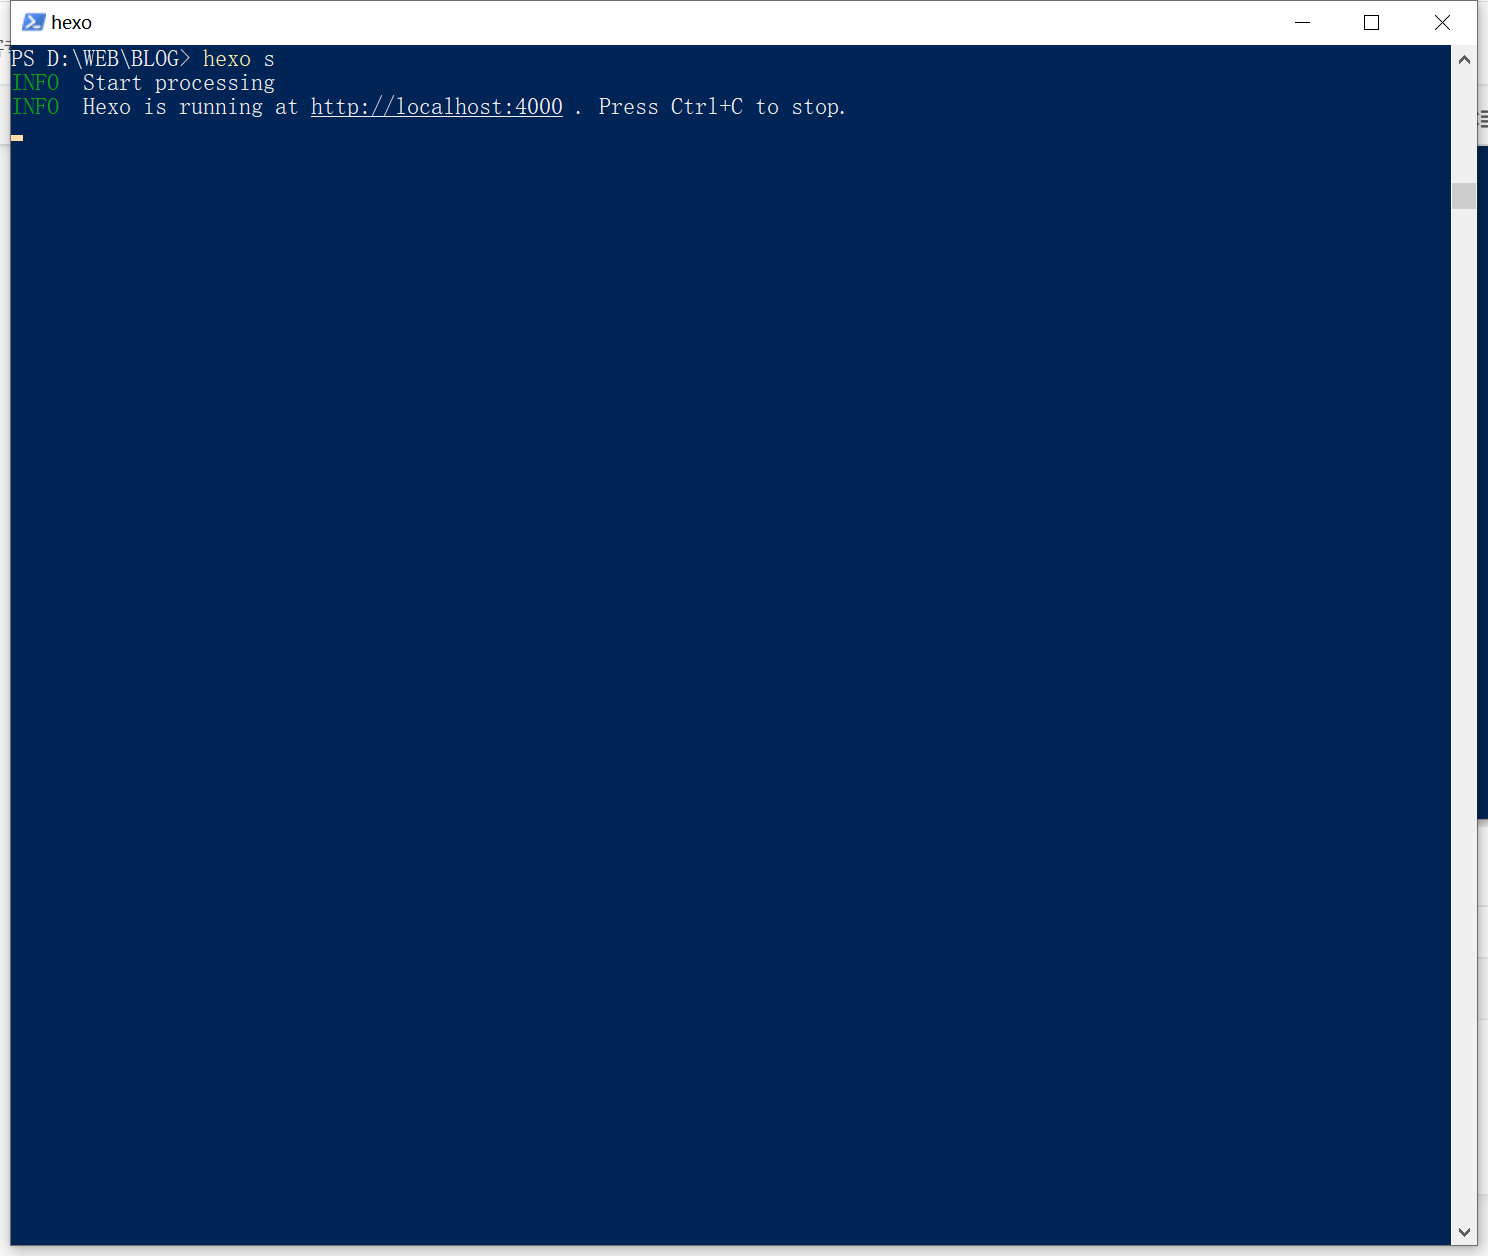 hexo
PS D:\WEB\BLOG> hexo s
INFO  Start processing
INFO  Hexo is running at http://localhost:4000 . Press Ctrl+C to stop.